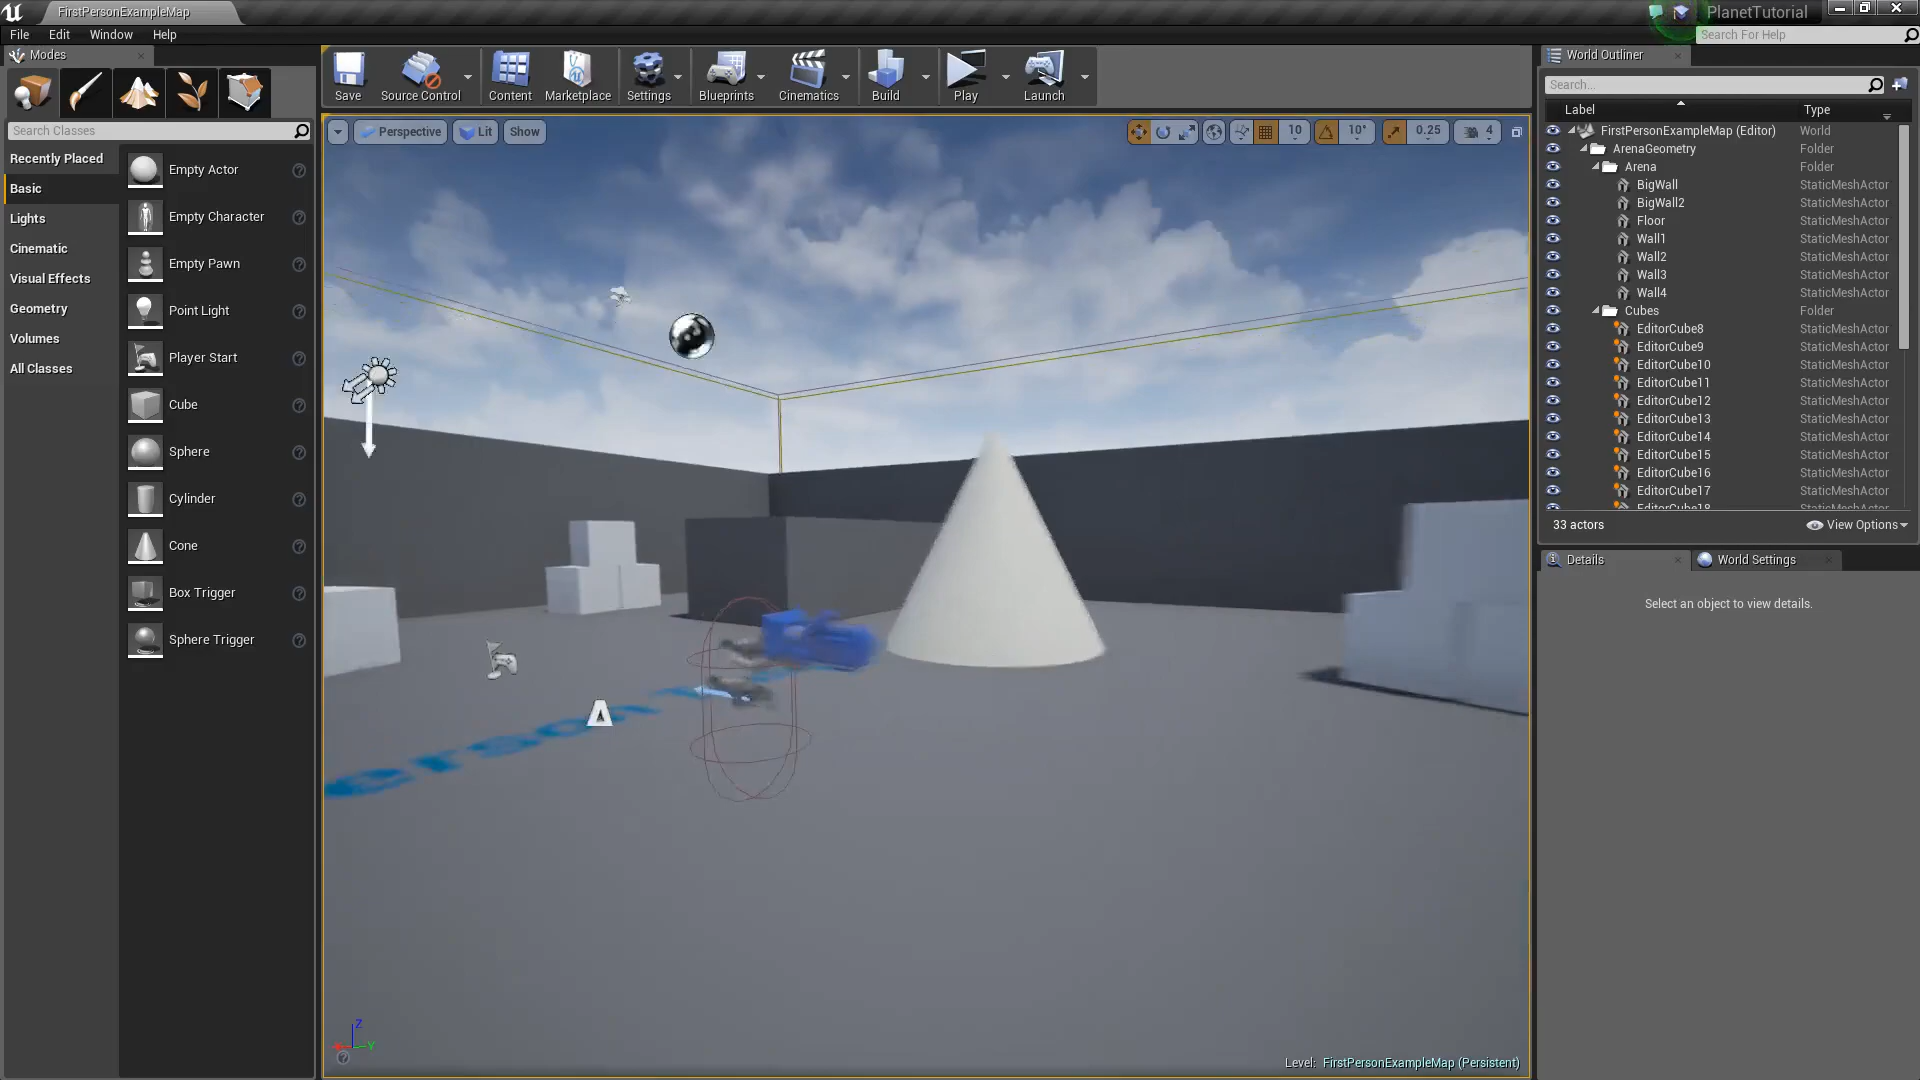 FirstPersonExampleMap
PlanetTutorial
File Edit Window Help
Search For Help
Modes
Search Classes
Recently Placed
Basic
Lights
Cinematic
Visual Effects
Geometry
Volumes
All Classes
Empty Actor
Empty Character
Empty Pawn
Point Light
Player Start
Cube
Sphere
Cylinder
Cone
Box Trigger
Sphere Trigger
Save Source Control Content Marketplace Settings Blueprints Cinematics Build Play Launch
Perspective Lit Show 10 10° 0.25 4
erson
Z
Y
Level: FirstPersonExampleMap (Persistent)
World Outliner
Search...
Label Type
FirstPersonExampleMap (Editor) World
ArenaGeometry Folder
Arena Folder
BigWall StaticMeshActor
BigWall2 StaticMeshActor
Floor StaticMeshActor
Wall1 StaticMeshActor
Wall2 StaticMeshActor
Wall3 StaticMeshActor
Wall4 StaticMeshActor
Cubes Folder
EditorCube8 StaticMeshActor
EditorCube9 StaticMeshActor
EditorCube10 StaticMeshActor
EditorCube11 StaticMeshActor
EditorCube12 StaticMeshActor
EditorCube13 StaticMeshActor
EditorCube14 StaticMeshActor
EditorCube15 StaticMeshActor
EditorCube16 StaticMeshActor
EditorCube17 StaticMeshActor
EditorCube18 StaticMeshActor
33 actors View Options
Details World Settings
Select an object to view details.